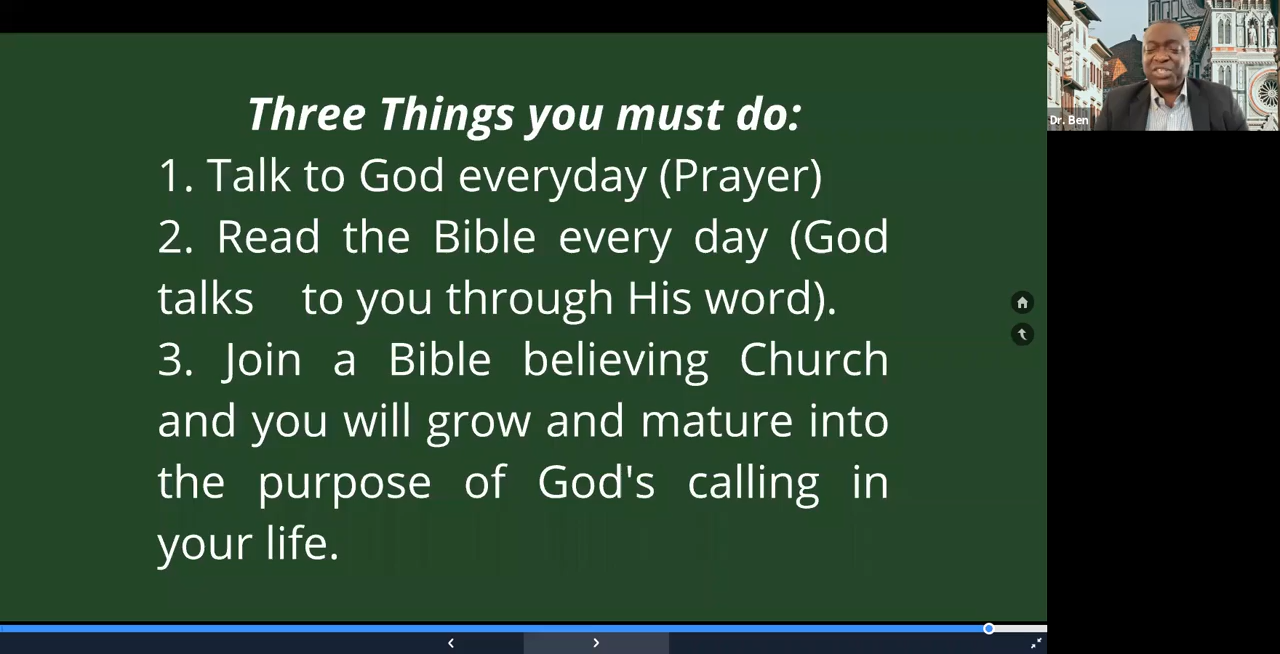 Three Things you must do:
1. Talk to God everyday (Prayer)
2. Read the Bible every day (God
talks to you through His word).
3. Join a Bible believing Church
and you will grow and mature into
the purpose of God's calling in
your life.
Dr. Ben